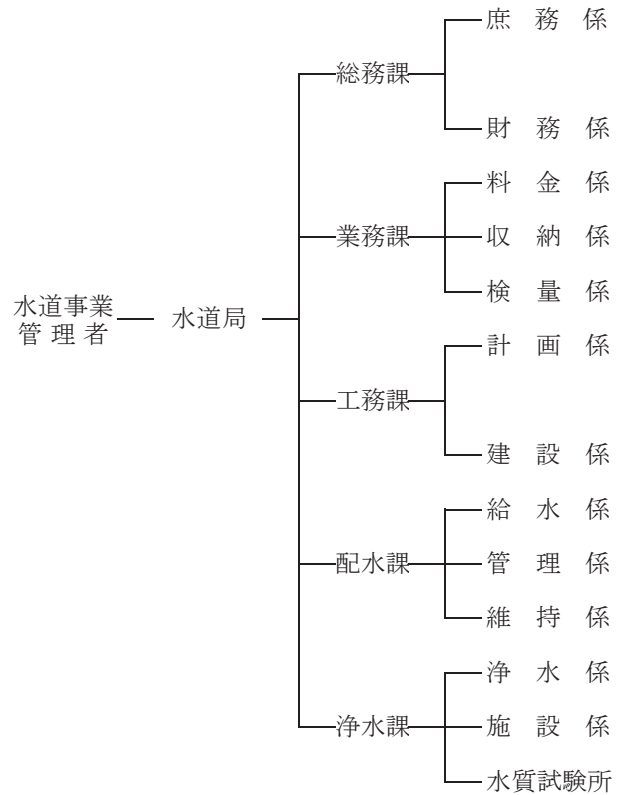 水道事業
管理者
水道局
総務課
庶務係
財務係
業務課
料金係
収納係
検量係
工務課
計画係
建設係
配水課
給水係
管理係
維持係
浄水課
浄水係
施設係
水質試験所